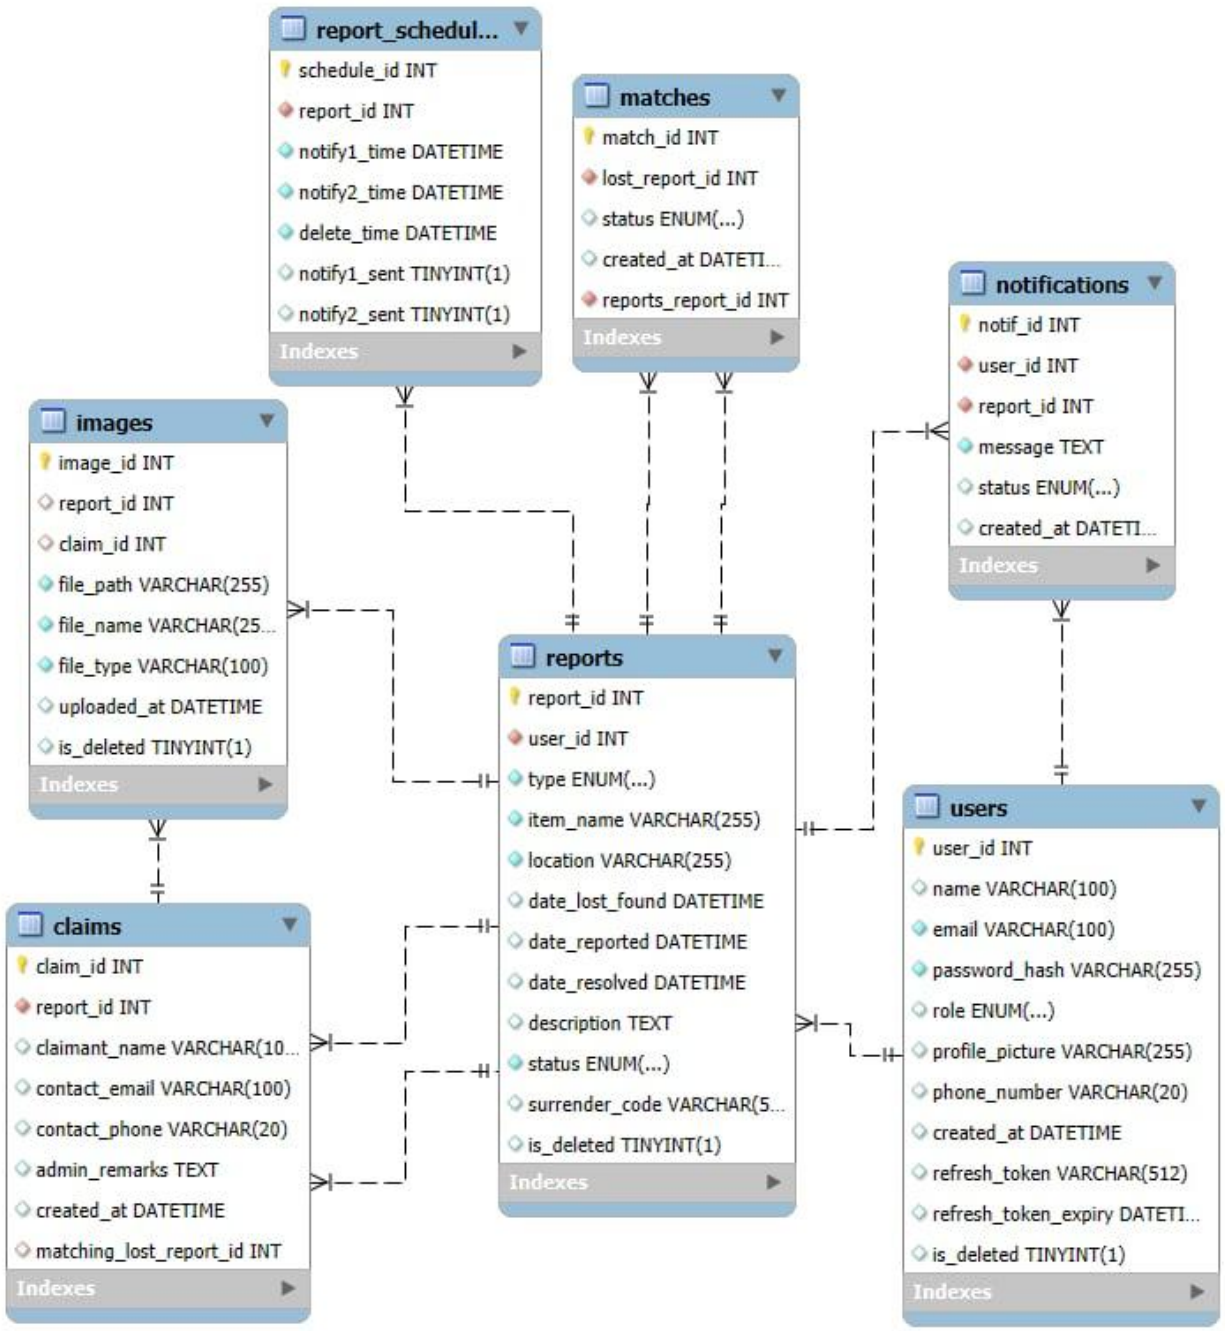 report_schedul...
schedule_id INT
report_id INT
notify1_time DATETIME
notify2_time DATETIME
delete_time DATETIME
notify1_sent TINYINT(1)
notify2_sent TINYINT(1)
Indexes
matches
match_id INT
lost_report_id INT
status ENUM(...)
created_at DATETI...
reports_report_id INT
Indexes
notifications
notif_id INT
user_id INT
report_id INT
message TEXT
status ENUM(...)
created_at DATETI...
Indexes
images
image_id INT
report_id INT
claim_id INT
file_path VARCHAR(255)
file_name VARCHAR(25...
file_type VARCHAR(100)
uploaded_at DATETIME
is_deleted TINYINT(1)
Indexes
reports
report_id INT
user_id INT
type ENUM(...)
item_name VARCHAR(255)
location VARCHAR(255)
date_lost_found DATETIME
date_reported DATETIME
date_resolved DATETIME
description TEXT
status ENUM(...)
surrender_code VARCHAR(5...
is_deleted TINYINT(1)
Indexes
users
user_id INT
name VARCHAR(100)
email VARCHAR(100)
password_hash VARCHAR(255)
role ENUM(...)
profile_picture VARCHAR(255)
phone_number VARCHAR(20)
created_at DATETIME
refresh_token VARCHAR(512)
refresh_token_expiry DATETI...
is_deleted TINYINT(1)
Indexes
claims
claim_id INT
report_id INT
claimant_name VARCHAR(10...
contact_email VARCHAR(100)
contact_phone VARCHAR(20)
admin_remarks TEXT
created_at DATETIME
matching_lost_report_id INT
Indexes